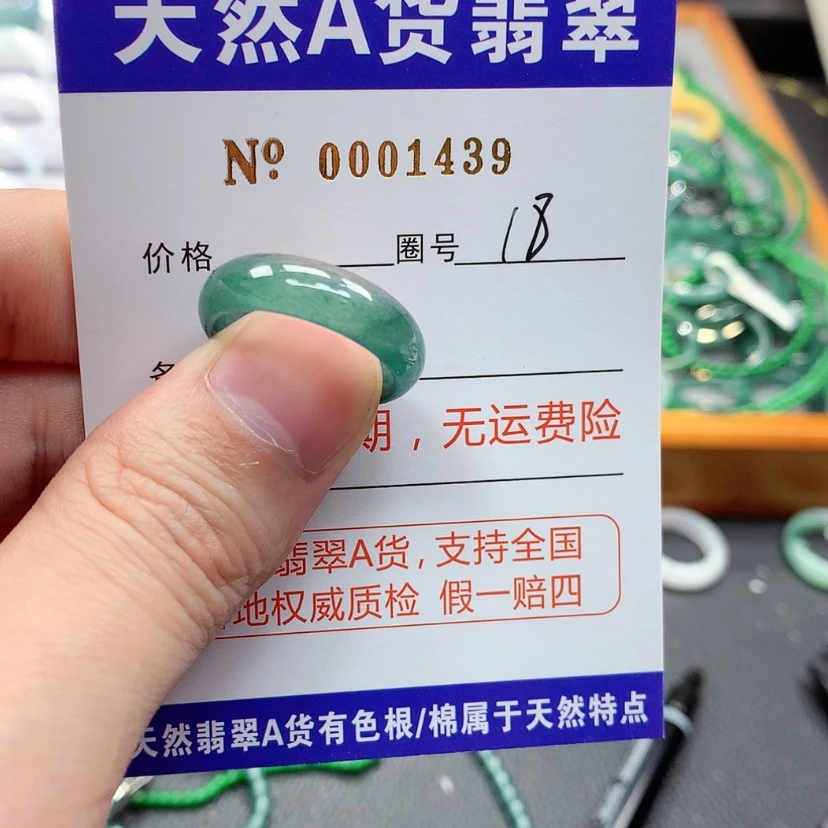 天然A货翡翠
Nº 0001439
价格 圈号 18
期，无运费险
翡翠A货，支持全国
地权威质检 假一赔四
天然翡翠A货有色根/棉属于天然特点